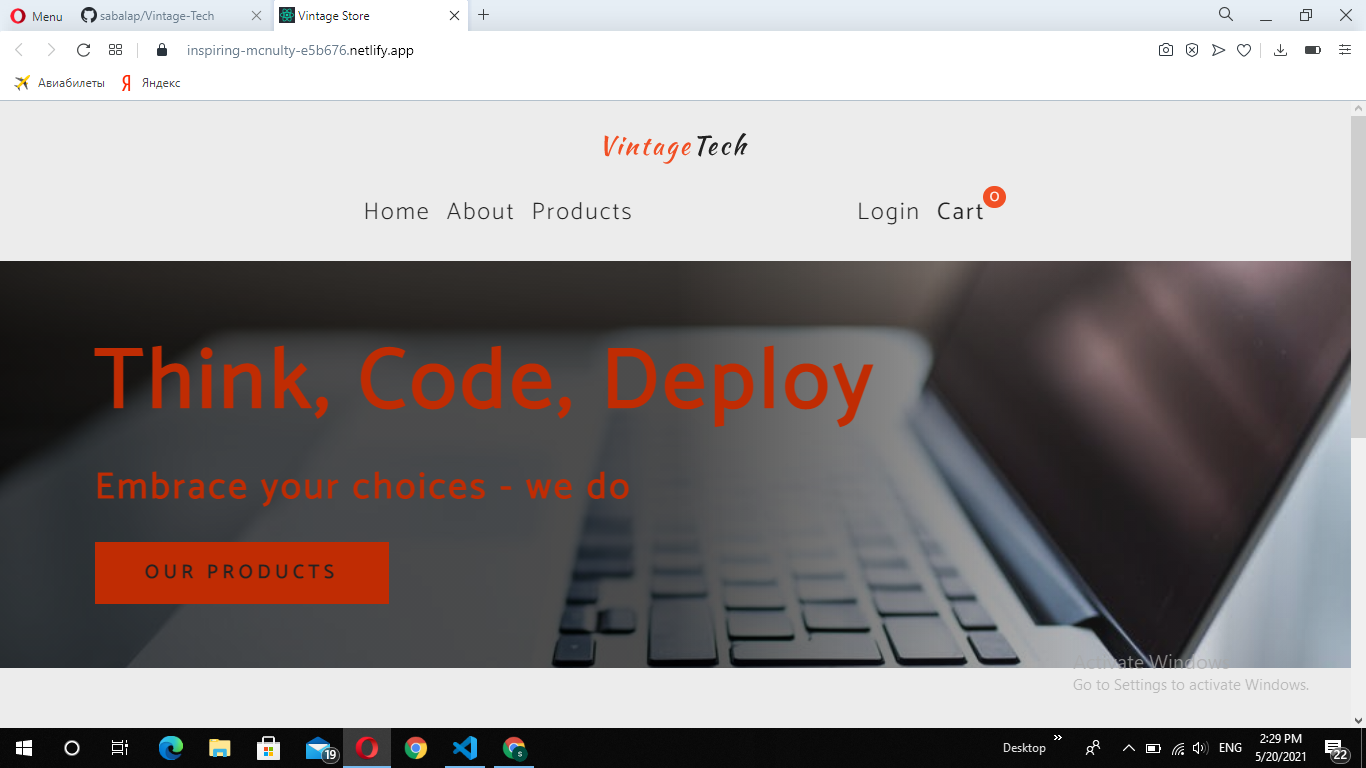 Menu
sabalap/Vintage-Tech
Vintage Store
inspiring-mcnulty-e5b676.netlify.app
Авиабилеты
Яндекс
VintageTech
Home About Products Login Cart 0
Think, Code, Deploy
Embrace your choices - we do
OUR PRODUCTS
Activate Windows
Go to Settings to activate Windows.
19
Desktop
ENG
2:29 PM
5/20/2021
22